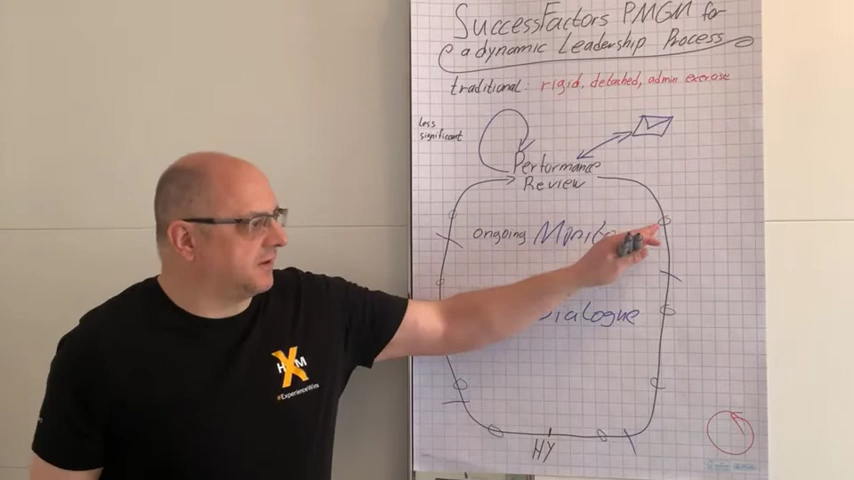 SuccessFactors PMGM for
a dynamic Leadership Process
traditional: rigid, detached, admin exercise
Less
significant
Performance
Review
ongoing
HY
HXM
#ExperienceWins